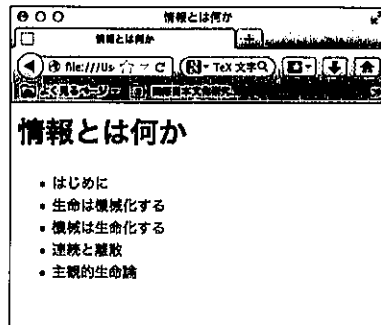 情報とは何か
情報とは何か
file:///Us
TeX 文字
よく見るページ
情報とは何か
• はじめに
• 生命は機械化する
• 機械は生命化する
• 連続と離散
• 主観的生命論